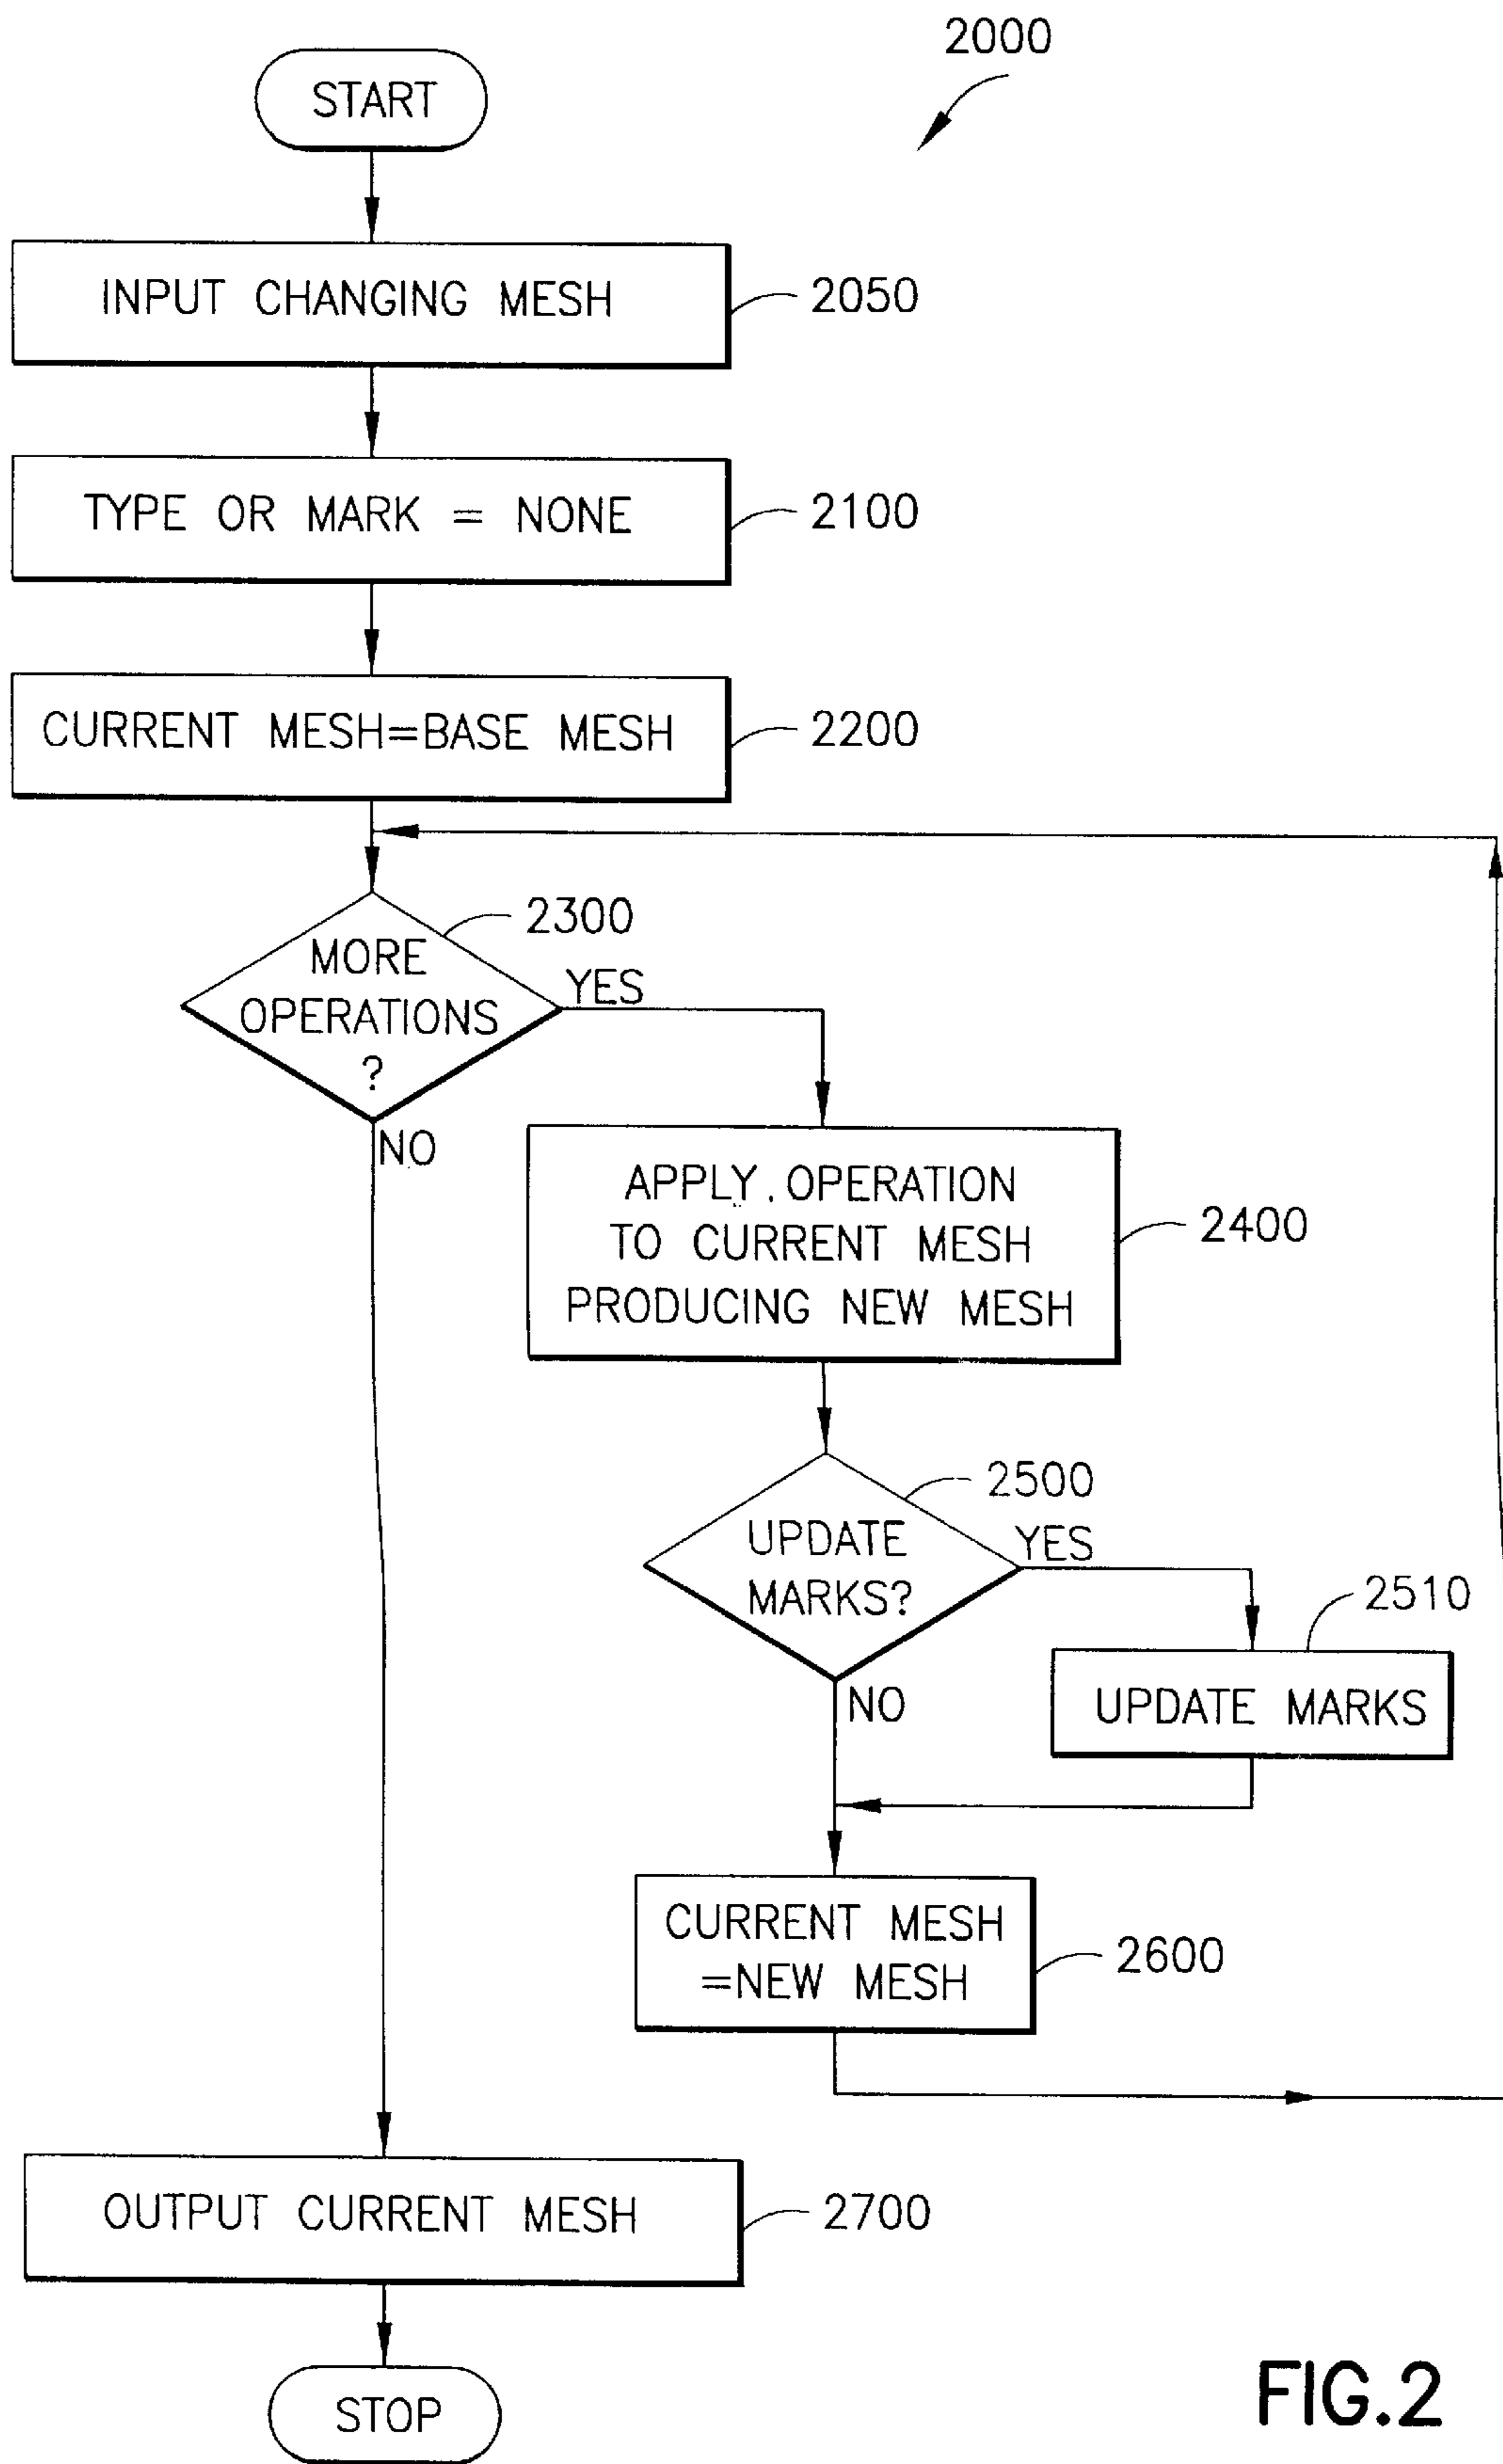 2000
START
INPUT CHANGING MESH
2050
TYPE OR MARK = NONE
2100
CURRENT MESH=BASE MESH
2200
2300
MORE
OPERATIONS
?
YES
NO
APPLY.OPERATION
TO CURRENT MESH
PRODUCING NEW MESH
2400
2500
UPDATE
MARKS?
YES
NO
2510
UPDATE MARKS
CURRENT MESH
=NEW MESH
2600
OUTPUT CURRENT MESH
2700
STOP
FIG.2